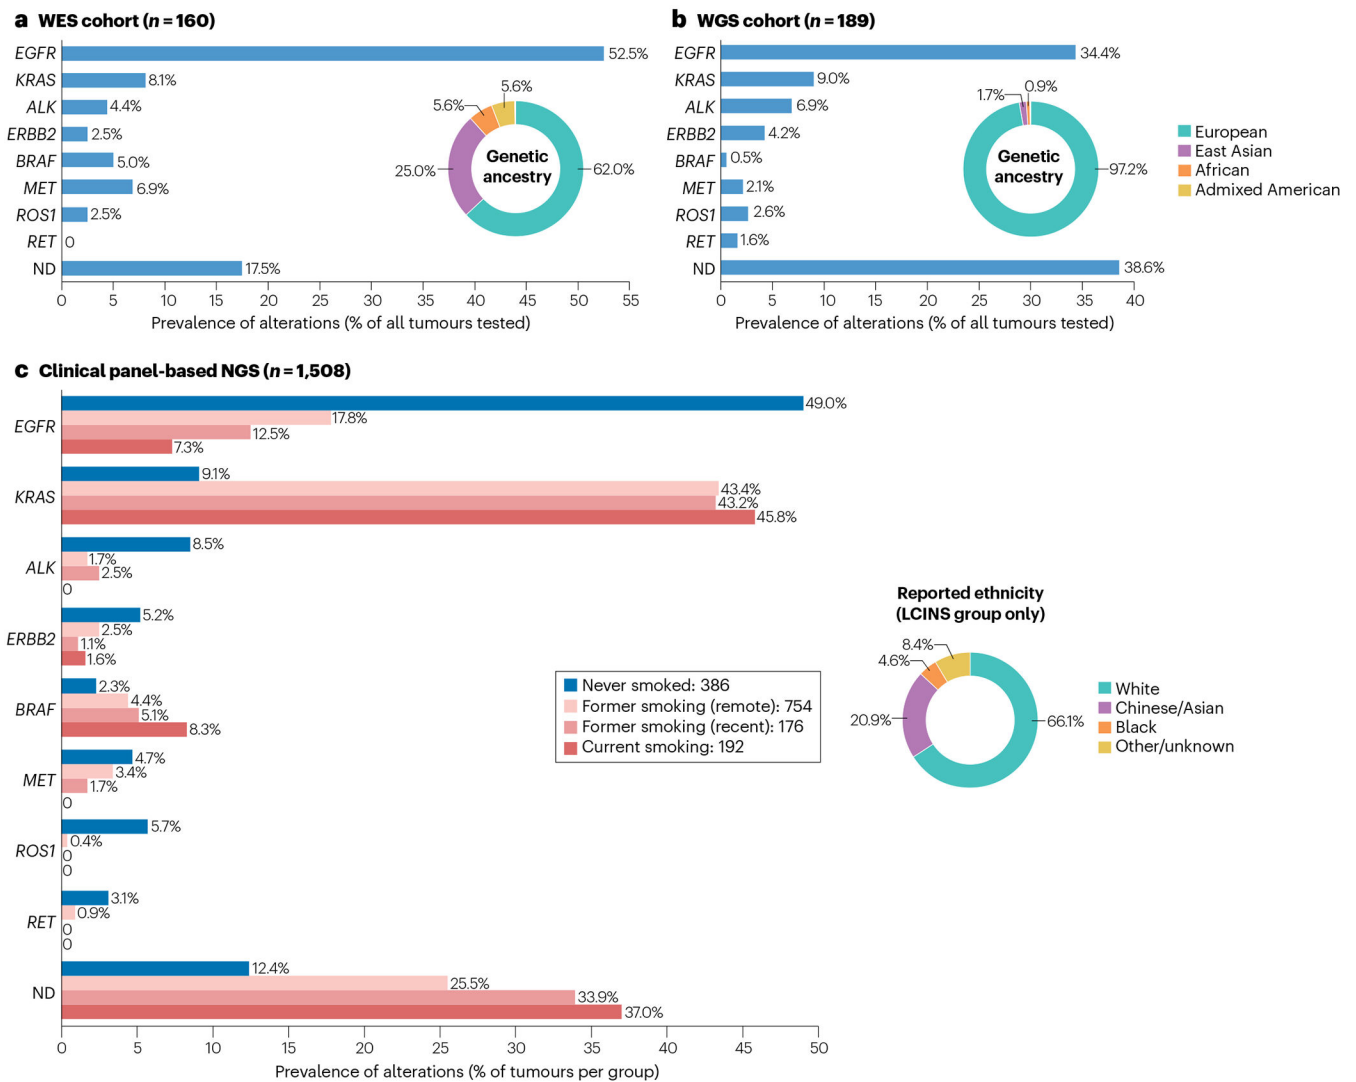 a WES cohort (n = 160)
EGFR 52.5%
KRAS 8.1%
ALK 4.4%
ERBB2 2.5%
BRAF 5.0%
MET 6.9%
ROS1 2.5%
RET 0
ND 17.5%
0 5 10 15 20 25 30 35 40 45 50 55
Prevalence of alterations (% of all tumours tested)
5.6%
5.6%
25.0%
62.0%
Genetic
ancestry
b WGS cohort (n = 189)
EGFR 34.4%
KRAS 9.0%
ALK 6.9%
ERBB2 4.2%
BRAF 0.5%
MET 2.1%
ROS1 2.6%
RET 1.6%
ND 38.6%
0 5 10 15 20 25 30 35 40
Prevalence of alterations (% of all tumours tested)
0.9%
1.7%
97.2%
Genetic
ancestry
European
East Asian
African
Admixed American
c Clinical panel-based NGS (n = 1,508)
EGFR
49.0%
17.8%
12.5%
7.3%
KRAS
9.1%
43.4%
43.2%
45.8%
ALK
8.5%
1.7%
2.5%
0
ERBB2
5.2%
2.5%
1.1%
1.6%
BRAF
2.3%
4.4%
5.1%
8.3%
MET
4.7%
3.4%
1.7%
0
ROS1
5.7%
0.4%
0
0
RET
3.1%
0.9%
0
0
ND
12.4%
25.5%
33.9%
37.0%
0 5 10 15 20 25 30 35 40 45 50
Prevalence of alterations (% of tumours per group)
Never smoked: 386
Former smoking (remote): 754
Former smoking (recent): 176
Current smoking: 192
Reported ethnicity
(LCINS group only)
8.4%
4.6%
20.9%
66.1%
White
Chinese/Asian
Black
Other/unknown